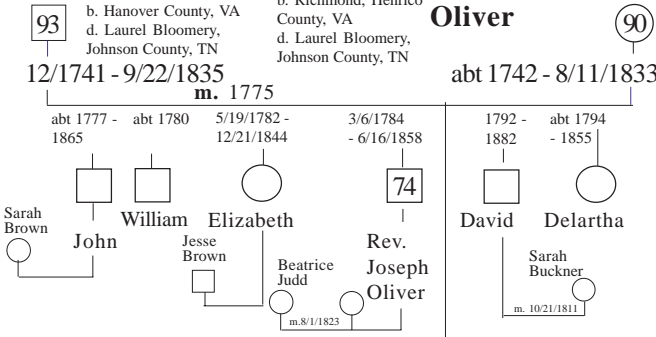 93
b. Hanover County, VA
d. Laurel Bloomery,
Johnson County, TN
b. Richmond, Henrico
County, VA
d. Laurel Bloomery,
Johnson County, TN
Oliver
90
12/1741 - 9/22/1835
abt 1742 - 8/11/1833
m. 1775
abt 1777 -
1865
abt 1780
5/19/1782 -
12/21/1844
3/6/1784
- 6/16/1858
1792 -
1882
abt 1794
- 1855
74
Sarah
Brown
John
William
Elizabeth
Jesse
Brown
Beatrice
Judd
Rev.
Joseph
Oliver
David
Delartha
Sarah
Buckner
m.8/1/1823
m. 10/21/1811